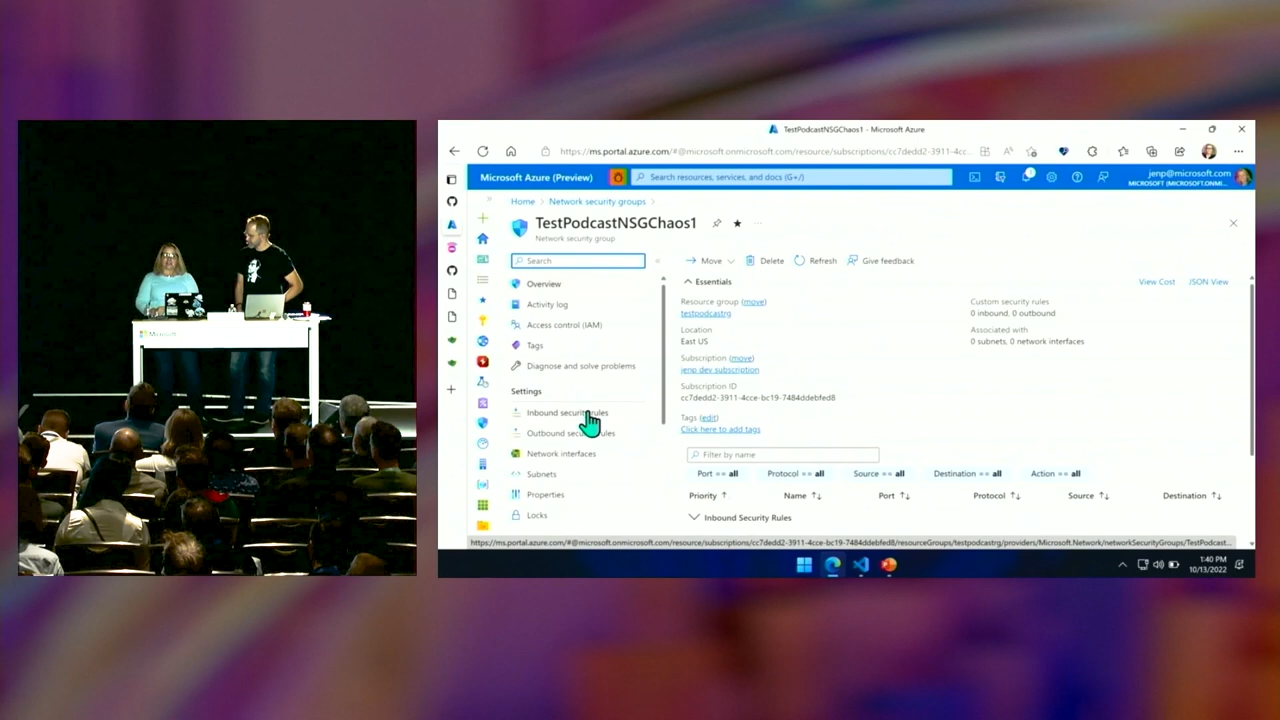 Microsoft
TestPodcastNSGChaos1 - Microsoft Azure
https://ms.portal.azure.com/#@microsoft.onmicrosoft.com/resource/subscriptions/cc7dedd2-3911-4cc...
Microsoft Azure (Preview)
Search resources, services, and docs (G+/)
1
jenp@microsoft.com
MICROSOFT (MICROSOFT.ONMI...
Home > Network security groups >
TestPodcastNSGChaos1
Network security group
Search
Overview
Activity log
Access control (IAM)
Tags
Diagnose and solve problems
Settings
Inbound security rules
Outbound security rules
Network interfaces
Subnets
Properties
Locks
Move
Delete
Refresh
Give feedback
Essentials
View Cost
JSON View
Resource group (move)
testpodcastrg
Location
East US
Subscription (move)
jenp dev subscription
Subscription ID
cc7dedd2-3911-4cce-bc19-7484ddebfed8
Tags (edit)
Click here to add tags
Custom security rules
0 inbound, 0 outbound
Associated with
0 subnets, 0 network interfaces
Filter by name
Port == all
Protocol == all
Source == all
Destination == all
Action == all
Priority
Name
Port
Protocol
Source
Destination
Inbound Security Rules
https://ms.portal.azure.com/#@microsoft.onmicrosoft.com/resource/subscriptions/cc7dedd2-3911-4cce-bc19-7484ddebfed8/resourceGroups/testpodcastrg/providers/Microsoft.Network/networkSecurityGroups/TestPodcast...
1:40 PM
10/13/2022